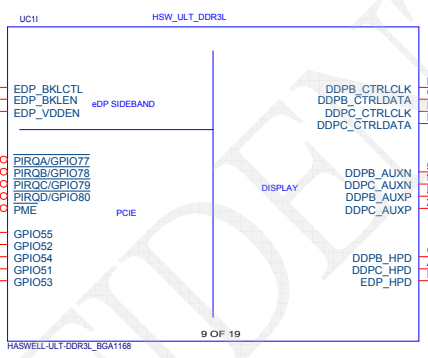 UC1I HSW_ULT_DDR3L
EDP_BKLCTL
EDP_BKLEN
EDP_VDDEN
eDP SIDEBAND
DDPB_CTRLCLK
DDPB_CTRLDATA
DDPC_CTRLCLK
DDPC_CTRLDATA
PIRQA/GPIO77
PIRQB/GPIO78
PIRQC/GPIO79
PIRQD/GPIO80
PME
PCIE
DISPLAY
DDPB_AUXN
DDPC_AUXN
DDPB_AUXP
DDPC_AUXP
GPIO55
GPIO52
GPIO54
GPIO51
GPIO53
DDPB_HPD
DDPC_HPD
EDP_HPD
9 OF 19
HASWELL-ULT-DDR3L_BGA1168